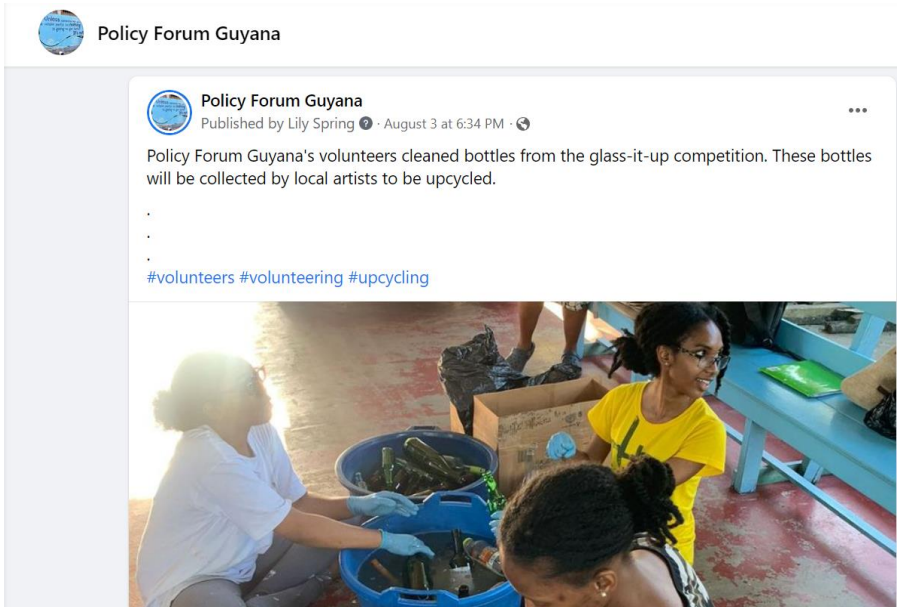 Policy Forum Guyana
Policy Forum Guyana
Published by Lily Spring · August 3 at 6:34 PM ·
Policy Forum Guyana's volunteers cleaned bottles from the glass-it-up competition. These bottles
will be collected by local artists to be upcycled.
.
.
.
#volunteers #volunteering #upcycling